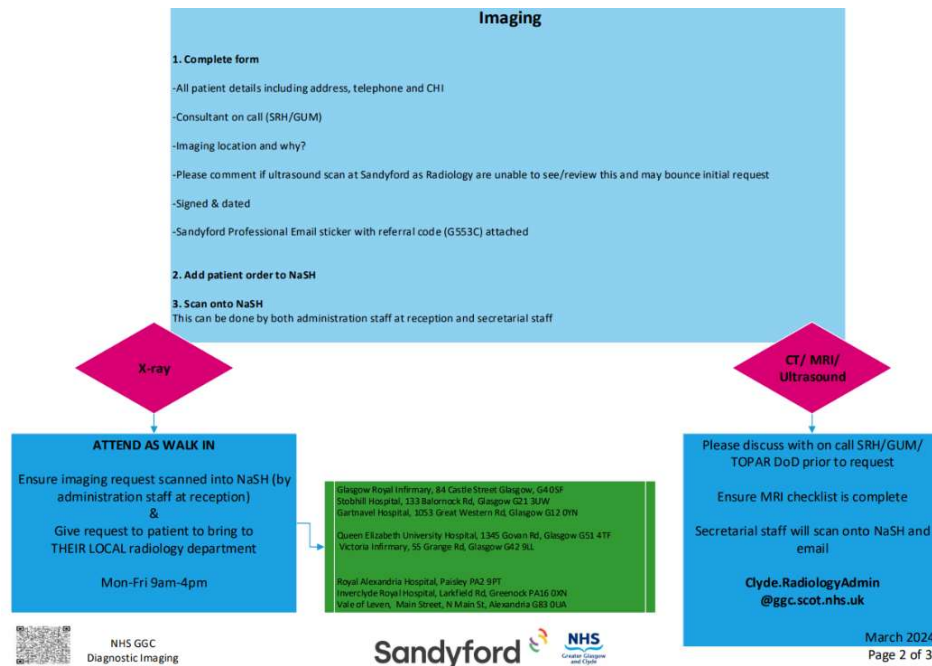 Imaging
1. Complete form
-All patient details including address, telephone and CHI
-Consultant on call (SRH/GUM)
-Imaging location and why?
-Please comment if ultrasound scan at Sandyford as Radiology are unable to see/review this and may bounce initial request
-Signed & dated
-Sandyford Professional Email sticker with referral code (G553C) attached
2. Add patient order to NaSH
3. Scan onto NaSH
This can be done by both administration staff at reception and secretarial staff
X-ray
CT/ MRI/
Ultrasound
ATTEND AS WALK IN
Ensure imaging request scanned into NaSH (by
administration staff at reception)
&
Give request to patient to bring to
THEIR LOCAL radiology department
Mon-Fri 9am-4pm
Glasgow Royal Infirmary, 84 Castle Street Glasgow, G4 0SF
Stobhill Hospital, 133 Balornock Rd, Glasgow G21 3UW
Gartnavel Hospital, 1053 Great Western Rd, Glasgow G12 0YN
Queen Elizabeth University Hospital, 1345 Govan Rd, Glasgow G51 4TF
Victoria Infirmary, 55 Grange Rd, Glasgow G42 9LL
Royal Alexandria Hospital, Paisley PA2 9PT
Inverclyde Royal Hospital, Larkfield Rd, Greenock PA16 0XN
Vale of Leven, Main Street, N Main St, Alexandria G83 0UA
Please discuss with on call SRH/GUM/
TOPAR DoD prior to request
Ensure MRI checklist is complete
Secretarial staff will scan onto NaSH and
email
Clyde.RadiologyAdmin
@ggc.scot.nhs.uk
NHS GGC
Diagnostic Imaging
Sandyford
NHS
Greater Glasgow
and Clyde
March 2024
Page 2 of 3